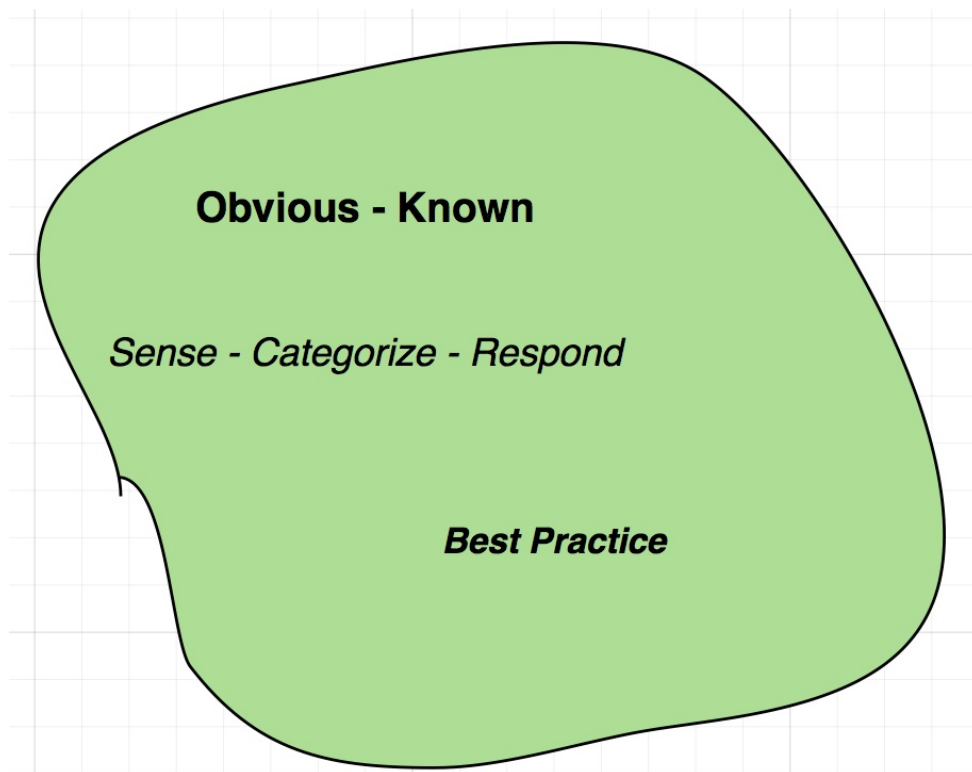 Obvious - Known
Sense - Categorize - Respond
Best Practice